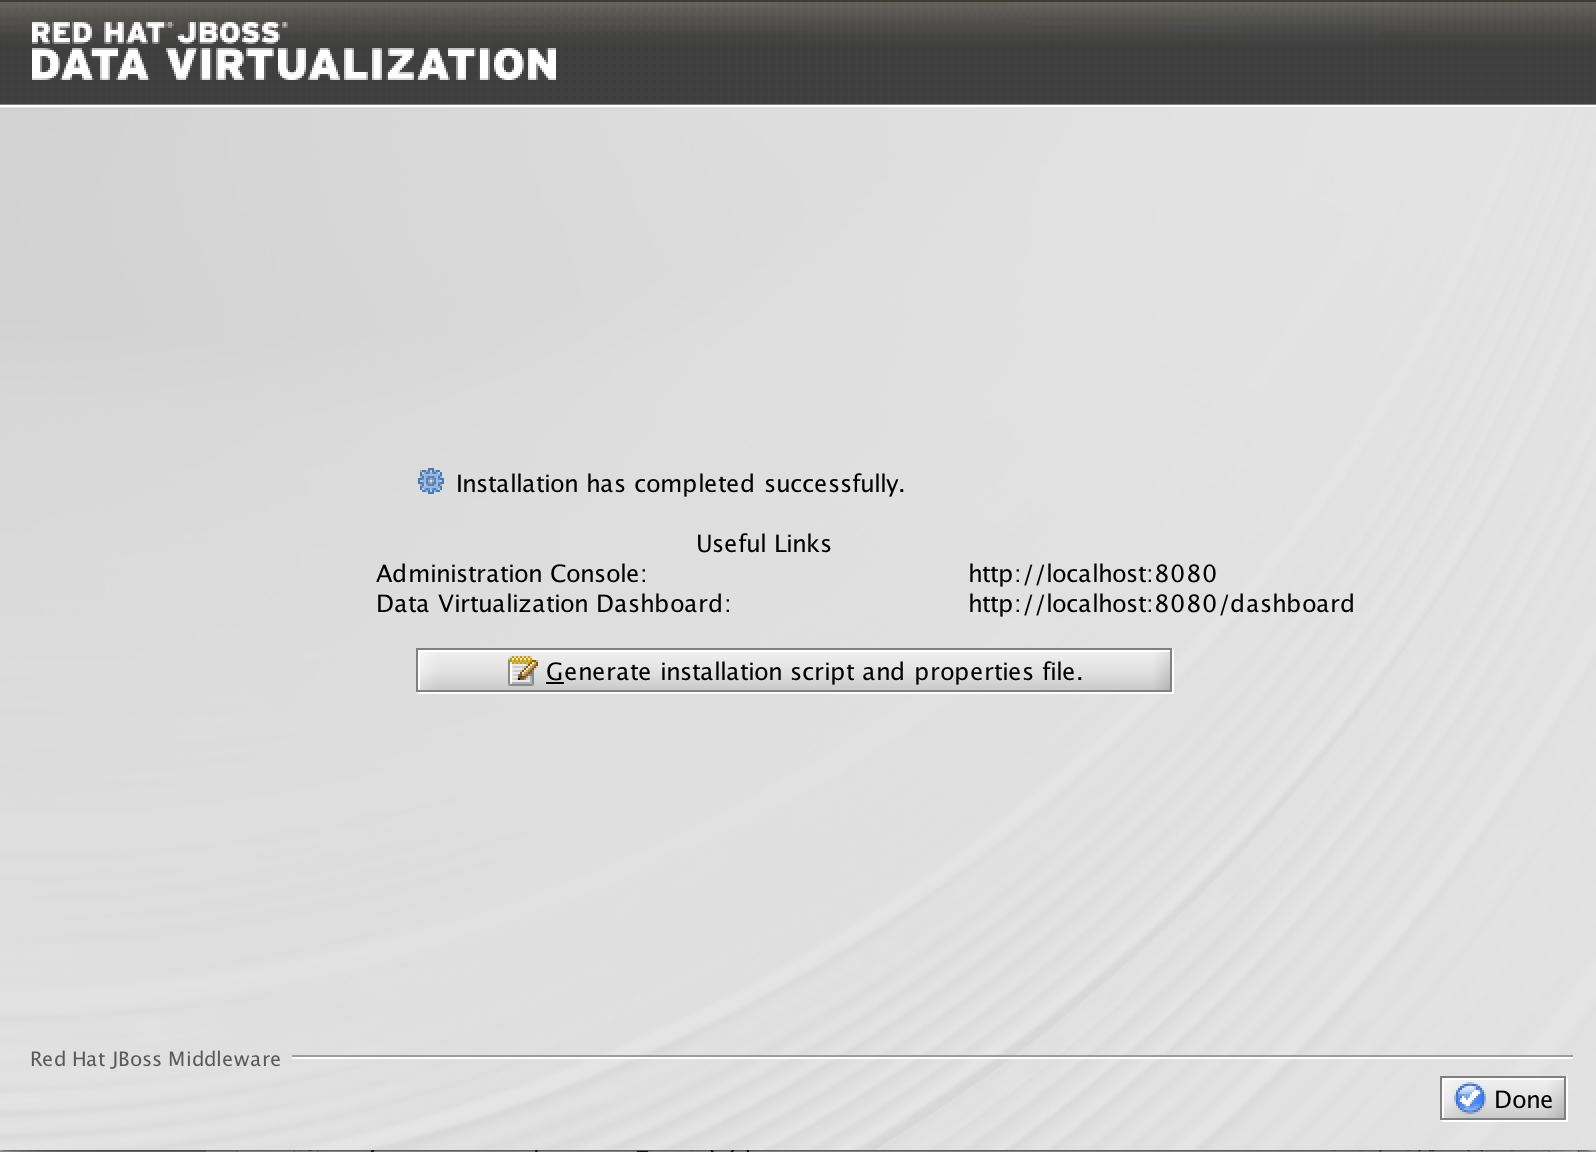 RED HAT® JBOSS®
DATA VIRTUALIZATION
Installation has completed successfully.
Useful Links
Administration Console: http://localhost:8080
Data Virtualization Dashboard: http://localhost:8080/dashboard
Generate installation script and properties file.
Red Hat JBoss Middleware
Done